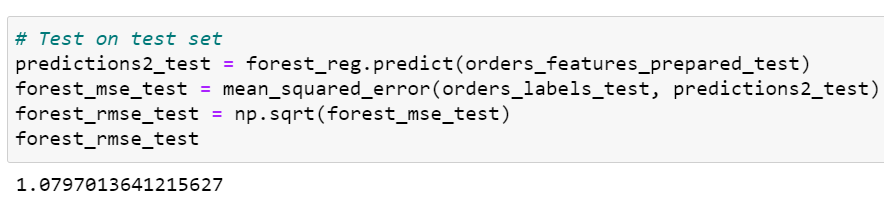 # Test on test set
predictions2_test = forest_reg.predict(orders_features_prepared_test)
forest_mse_test = mean_squared_error(orders_labels_test, predictions2_test)
forest_rmse_test = np.sqrt(forest_mse_test)
forest_rmse_test
1.0797013641215627